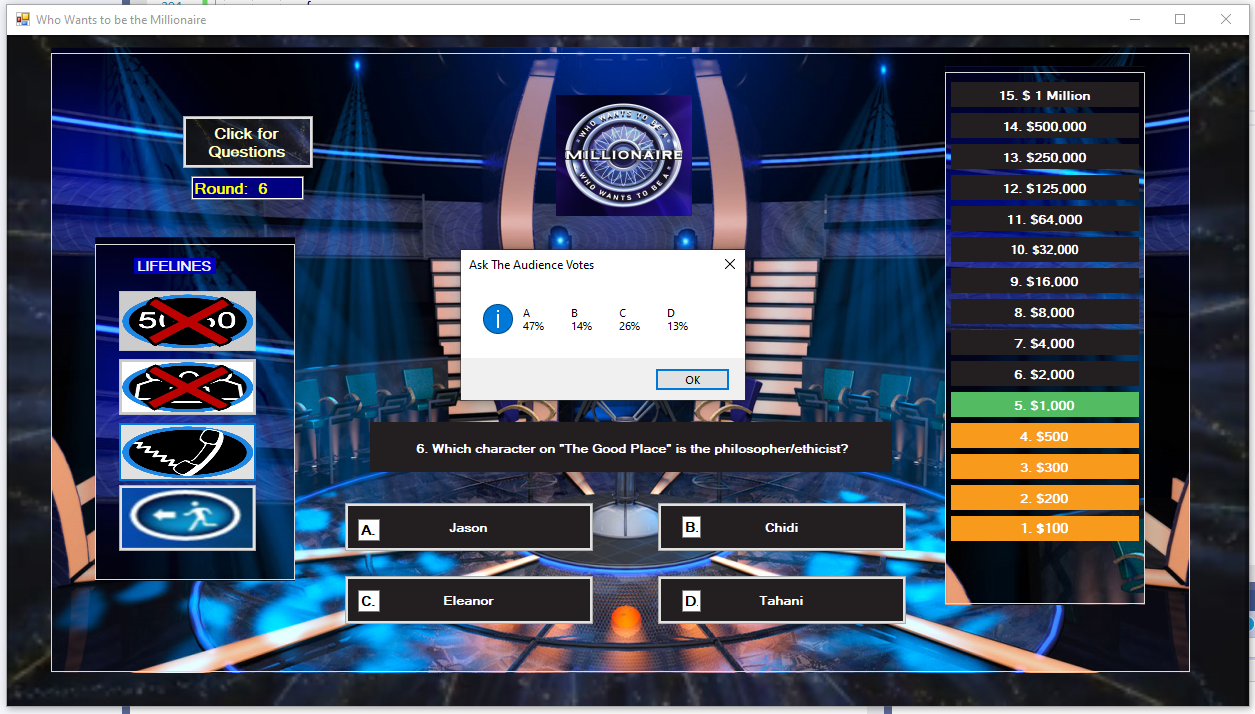 Who Wants to be the Millionaire
Click for
Questions
Round: 6
WHO WANTS TO BE A
MILLIONAIRE
WHO WANTS TO BE A
LIFELINES
Ask The Audience Votes
A B C D
47% 14% 26% 13%
OK
6. Which character on "The Good Place" is the philosopher/ethicist?
A. Jason
B. Chidi
C. Eleanor
D. Tahani
15. $ 1 Million
14. $500,000
13. $250,000
12. $125,000
11. $64,000
10. $32,000
9. $16,000
8. $8,000
7. $4,000
6. $2,000
5. $1,000
4. $500
3. $300
2. $200
1. $100